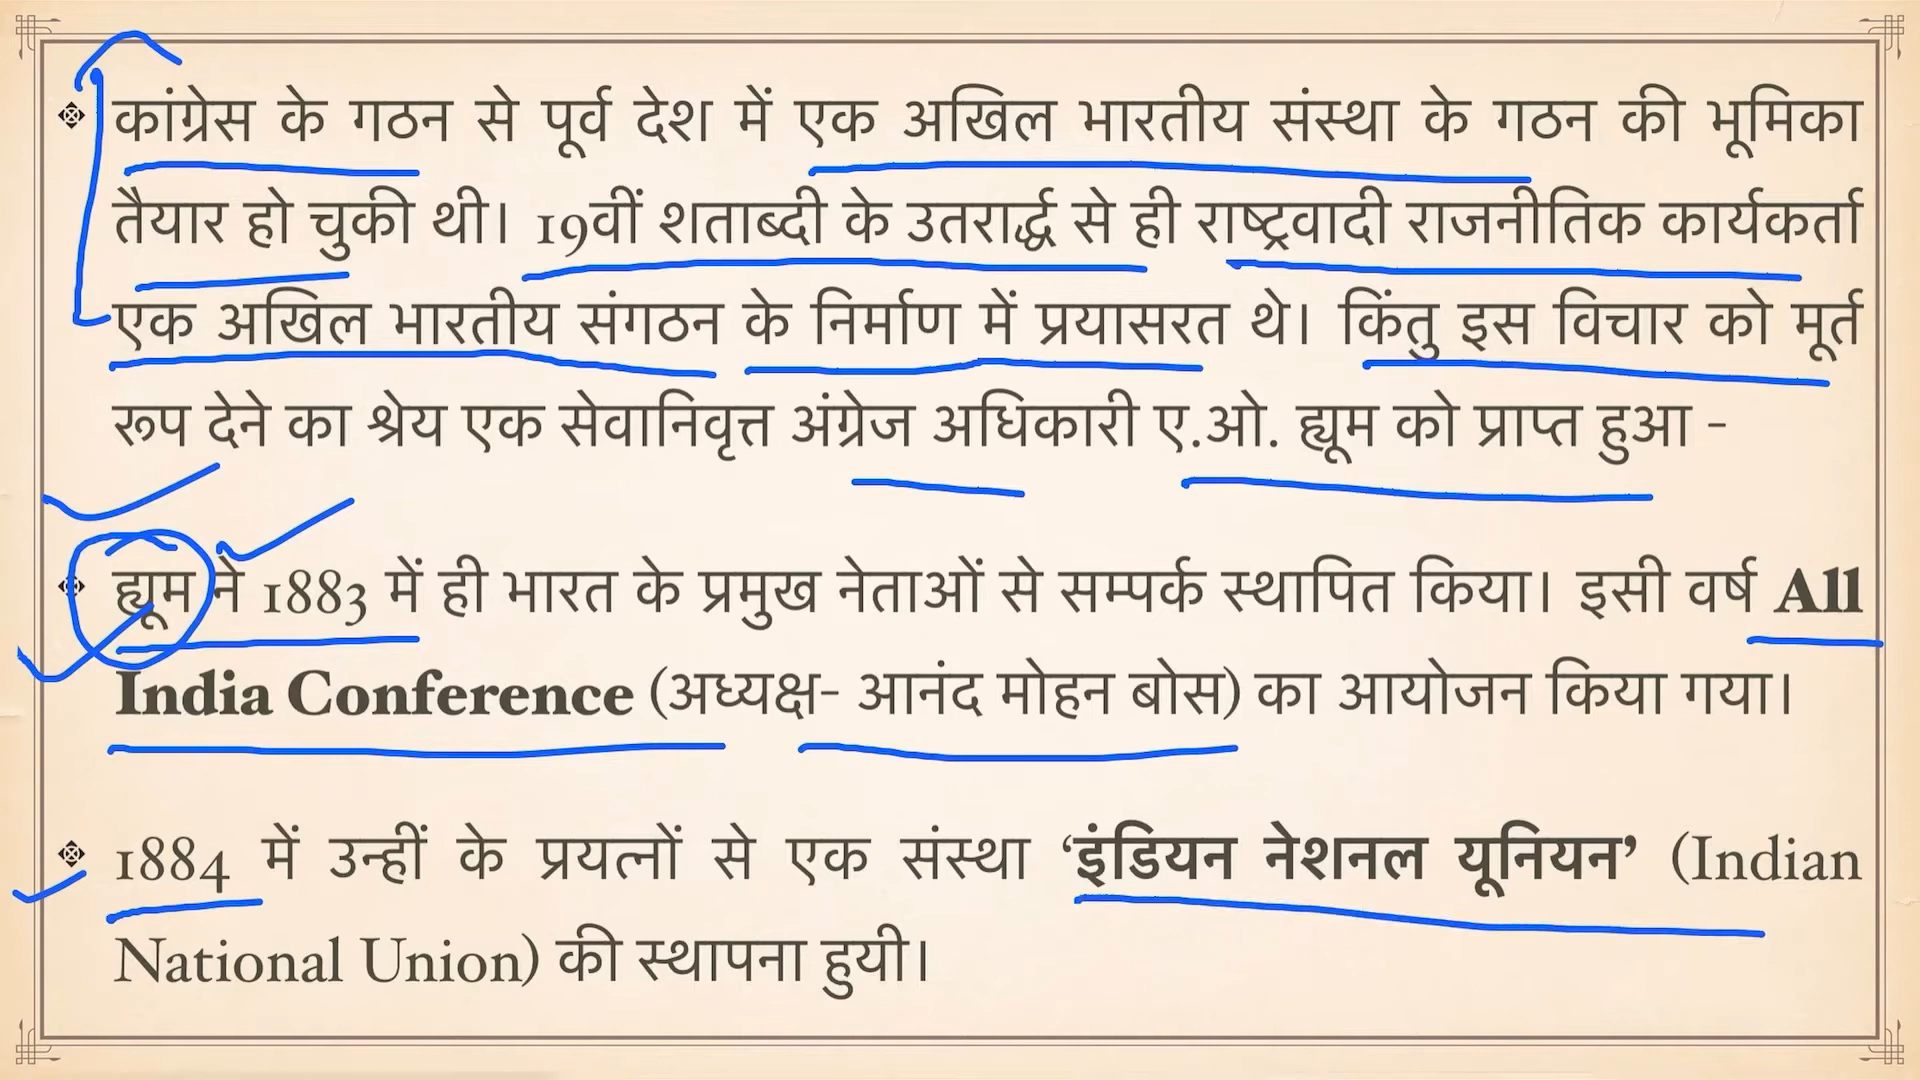 कांग्रेस के गठन से पूर्व देश में एक अखिल भारतीय संस्था के गठन की भूमिका
तैयार हो चुकी थी। 19वीं शताब्दी के उतरार्द्ध से ही राष्ट्रवादी राजनीतिक कार्यकर्ता
एक अखिल भारतीय संगठन के निर्माण में प्रयासरत थे। किंतु इस विचार को मूर्त
रूप देने का श्रेय एक सेवानिवृत्त अंग्रेज अधिकारी ए.ओ. ह्यूम को प्राप्त हुआ -
ह्यूम ने 1883 में ही भारत के प्रमुख नेताओं से सम्पर्क स्थापित किया। इसी वर्ष All
India Conference (अध्यक्ष- आनंद मोहन बोस) का आयोजन किया गया।
1884 में उन्हीं के प्रयत्नों से एक संस्था ‘इंडियन नेशनल यूनियन’ (Indian
National Union) की स्थापना हुयी।